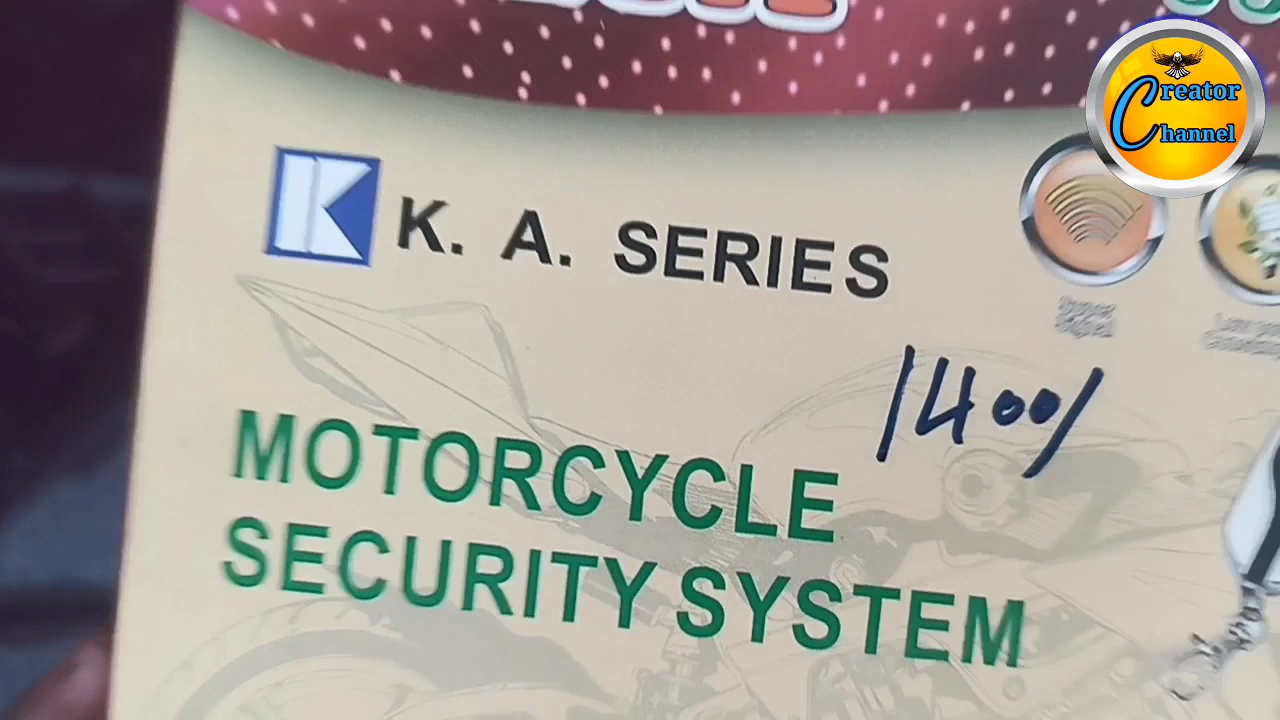 Creator
Channel
K. A. SERIES
1400/
MOTORCYCLE
SECURITY SYSTEM